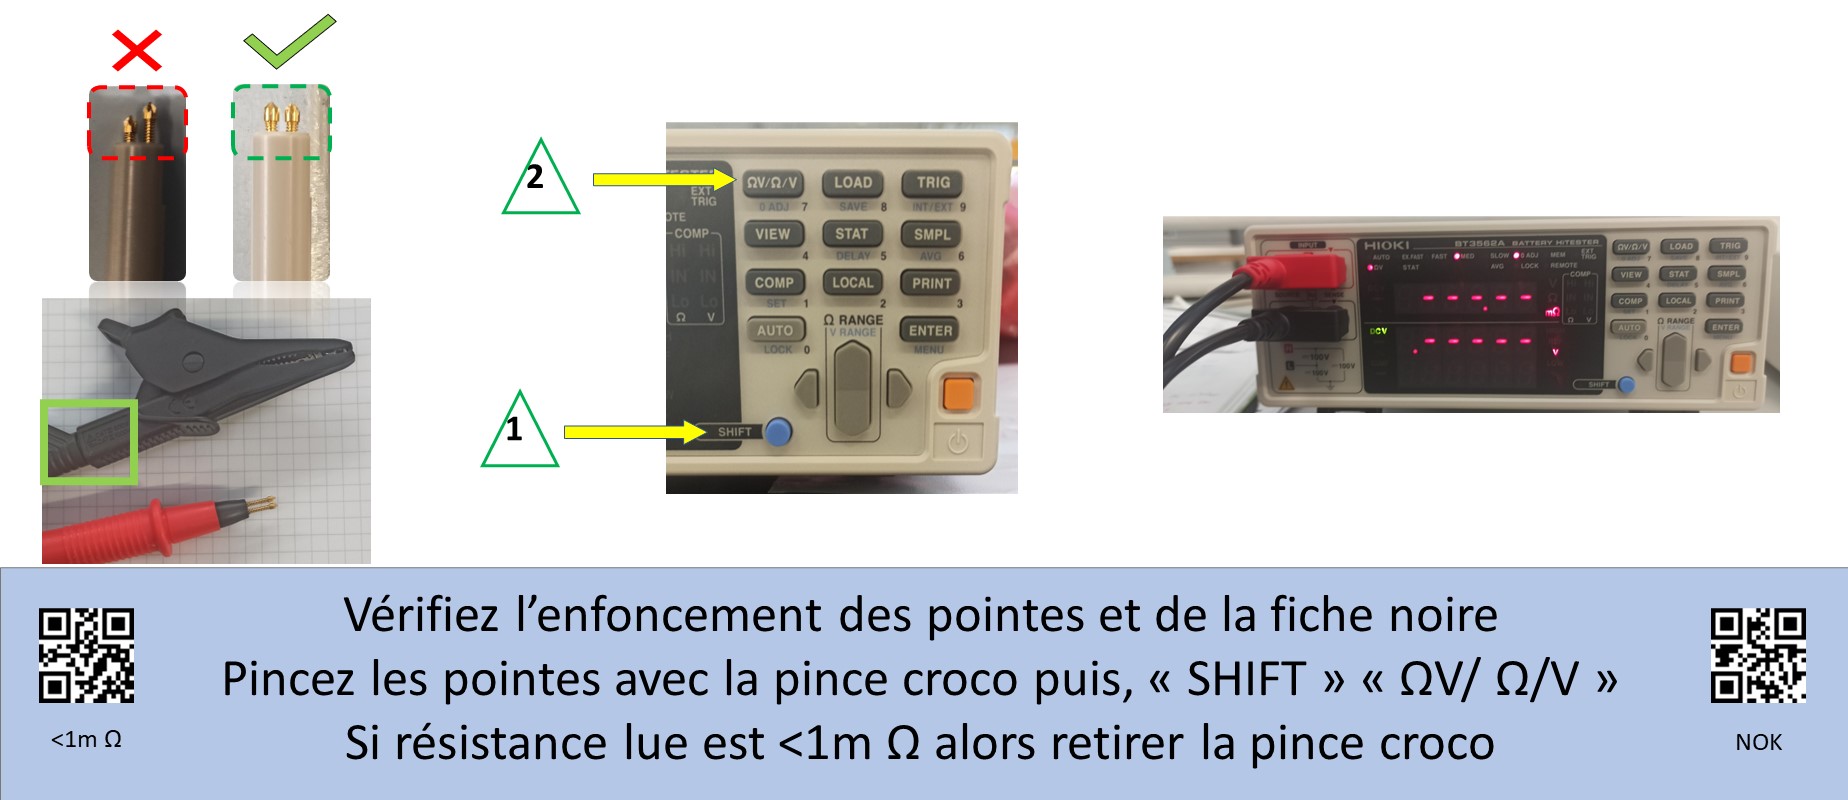 2
1
EXT
TRIG
OTE
COMP
Hi Hi
IN IN
Lo Lo
Ω V
ΩV/Ω/V LOAD TRIG
0 ADJ 7 SAVE 8 INT/EXT 9
VIEW STAT SMPL
4 DELAY 5 AVG 6
COMP LOCAL PRINT
SET 1 2 3
AUTO Ω RANGE ENTER
LOCK 0 V RANGE MENU
SHIFT
INPUT
HIOKI BT3562A BATTERY HiTESTER
AUTO EX.FAST FAST MED SLOW 0 ADJ MEM EXT TRIG
ΩV STAT AVG LOCK REMOTE
COMP
- - - - - mΩ
DCV
- - - - - V
Ω V
ΩV/Ω/V LOAD TRIG
VIEW STAT SMPL
COMP LOCAL PRINT
AUTO Ω RANGE ENTER
V RANGE
SHIFT
Vérifiez l’enfoncement des pointes et de la fiche noire
Pincez les pointes avec la pince croco puis, « SHIFT » « ΩV/ Ω/V »
Si résistance lue est <1m Ω alors retirer la pince croco
<1m Ω
NOK